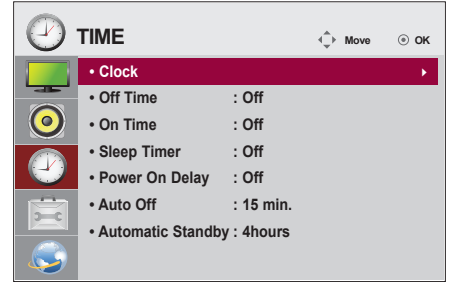 TIME Move OK
• Clock
• Off Time : Off
• On Time : Off
• Sleep Timer : Off
• Power On Delay : Off
• Auto Off : 15 min.
• Automatic Standby : 4hours